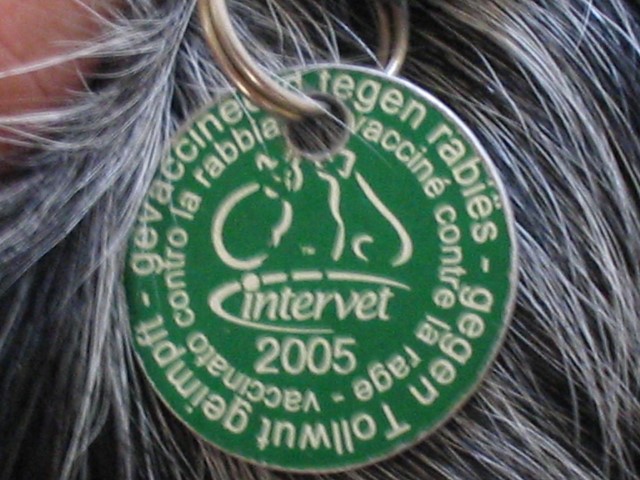 gevaccineerd tegen rabiës - gegen Tollwut geimpft -
vacciné contre la rage - vaccinato contro la rabbia
intervet
2005